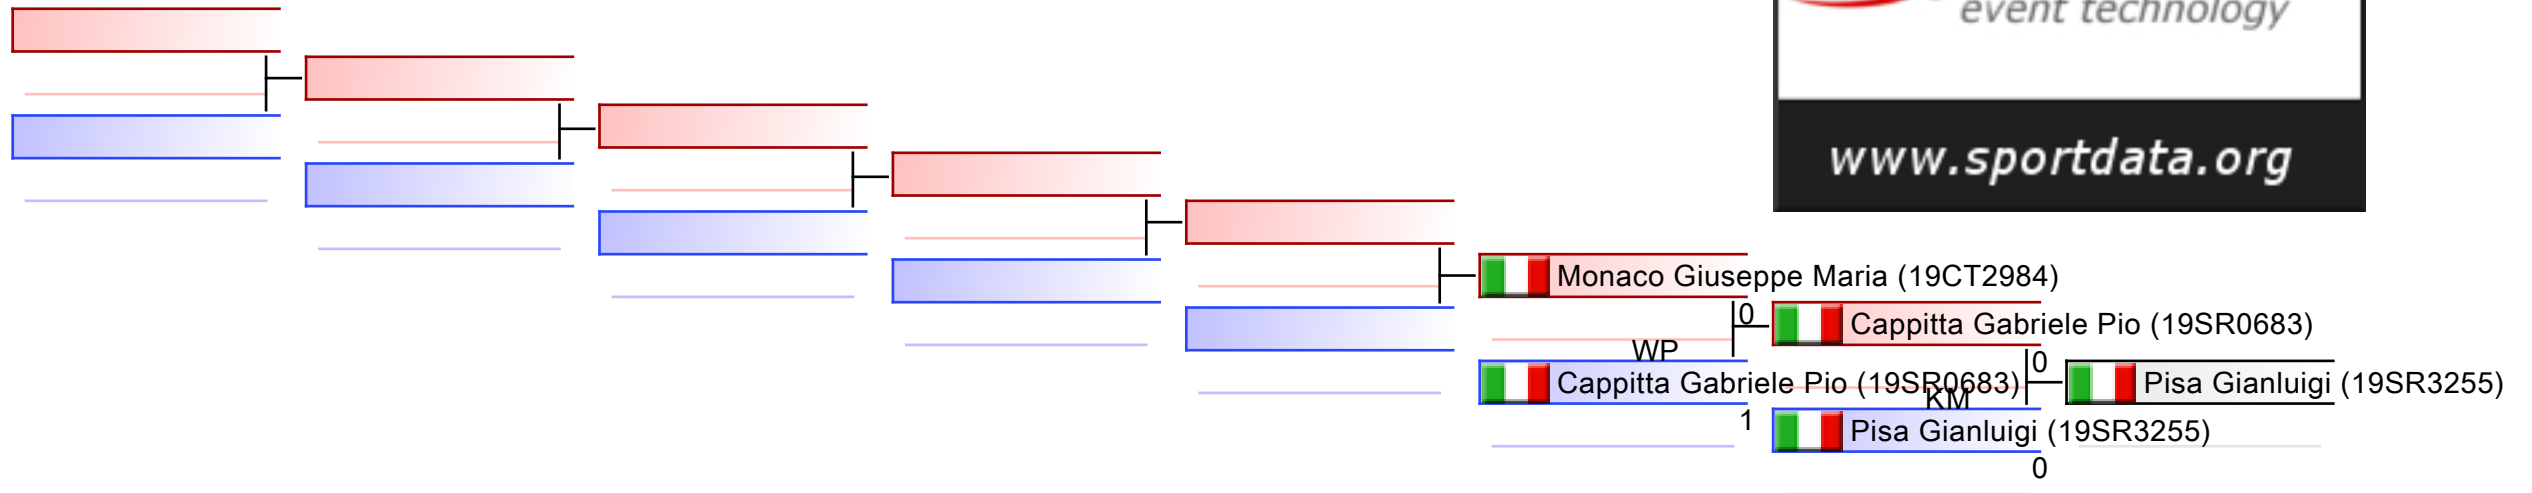 event technology
www.sportdata.org
Monaco Giuseppe Maria (19CT2984)
0
Cappitta Gabriele Pio (19SR0683)
WP
0
Cappitta Gabriele Pio (19SR0683)
Pisa Gianluigi (19SR3255)
KM
1
Pisa Gianluigi (19SR3255)
0